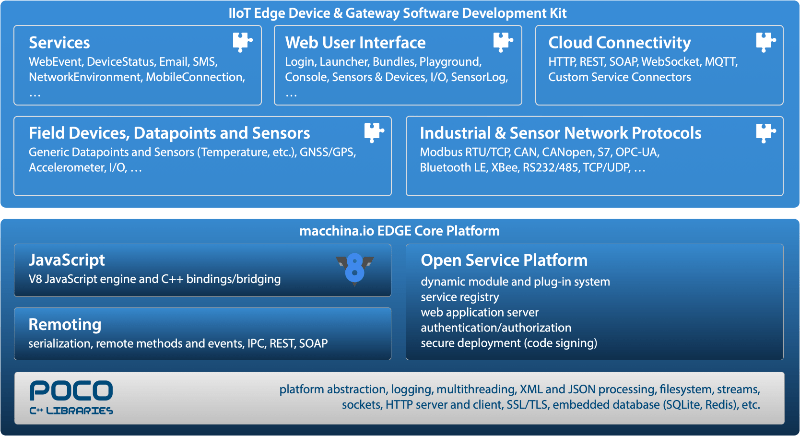 IIoT Edge Device & Gateway Software Development Kit
Services
WebEvent, DeviceStatus, Email, SMS,
NetworkEnvironment, MobileConnection,
…
Web User Interface
Login, Launcher, Bundles, Playground,
Console, Sensors & Devices, I/O, SensorLog,
…
Cloud Connectivity
HTTP, REST, SOAP, WebSocket, MQTT,
Custom Service Connectors
Field Devices, Datapoints and Sensors
Generic Datapoints and Sensors (Temperature, etc.), GNSS/GPS,
Accelerometer, I/O, …
Industrial & Sensor Network Protocols
Modbus RTU/TCP, CAN, CANopen, S7, OPC-UA,
Bluetooth LE, XBee, RS232/485, TCP/UDP, …
macchina.io EDGE Core Platform
JavaScript
V8 JavaScript engine and C++ bindings/bridging
8
Remoting
serialization, remote methods and events, IPC, REST, SOAP
Open Service Platform
dynamic module and plug-in system
service registry
web application server
authentication/authorization
secure deployment (code signing)
POCO
C++ LIBRARIES
platform abstraction, logging, multithreading, XML and JSON processing, filesystem, streams,
sockets, HTTP server and client, SSL/TLS, embedded database (SQLite, Redis), etc.